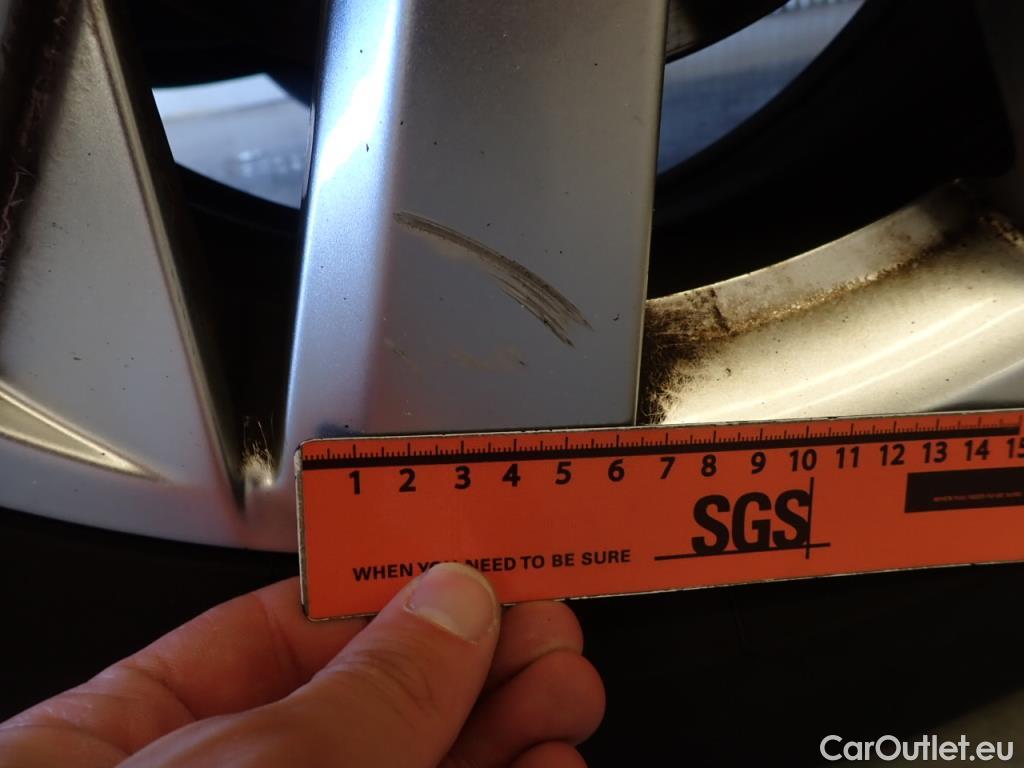 1 2 3 4 5 6 7 8 9 10 11 12 13 14 15
SGS
WHEN YOU NEED TO BE SURE
CarOutlet.eu